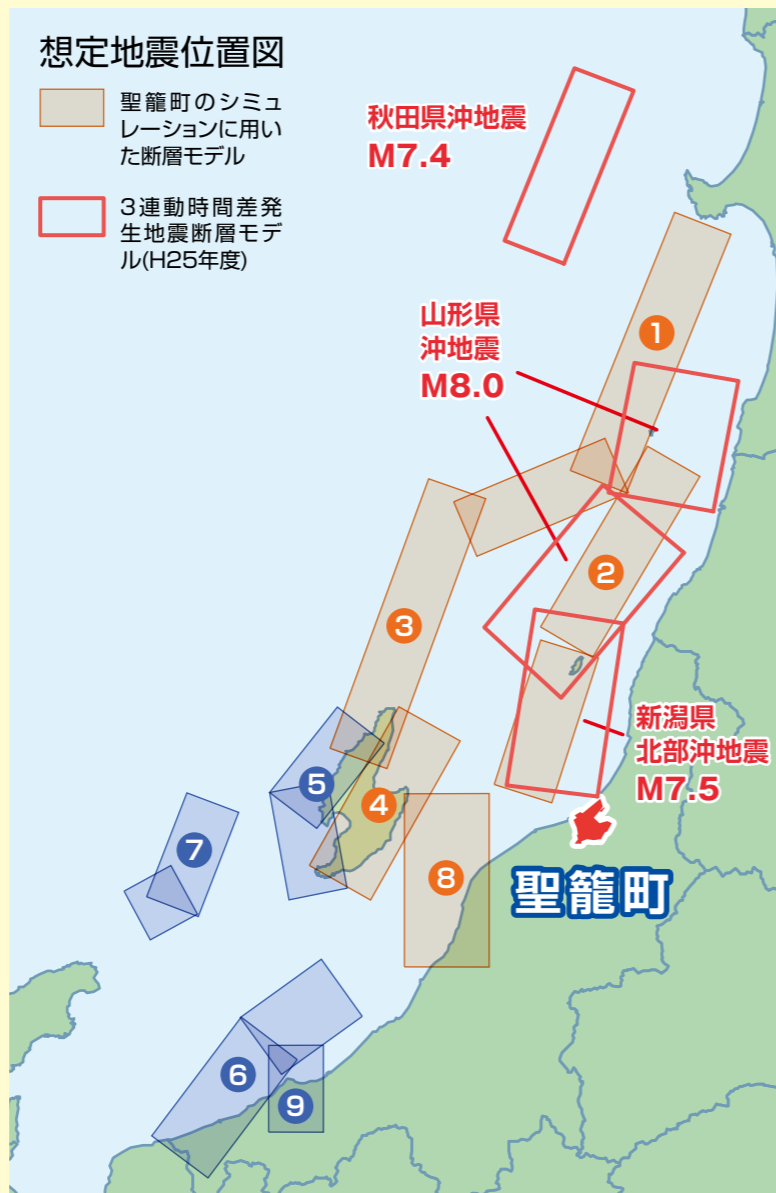 想定地震位置図
聖籠町のシミュ
レーションに用い
た断層モデル
3連動時間差発
生地震断層モデ
ル(H25年度)
秋田県沖地震
M7.4
山形県
沖地震
M8.0
1
2
3
5
4
7
8
新潟県
北部沖地震
M7.5
聖籠町
6
9